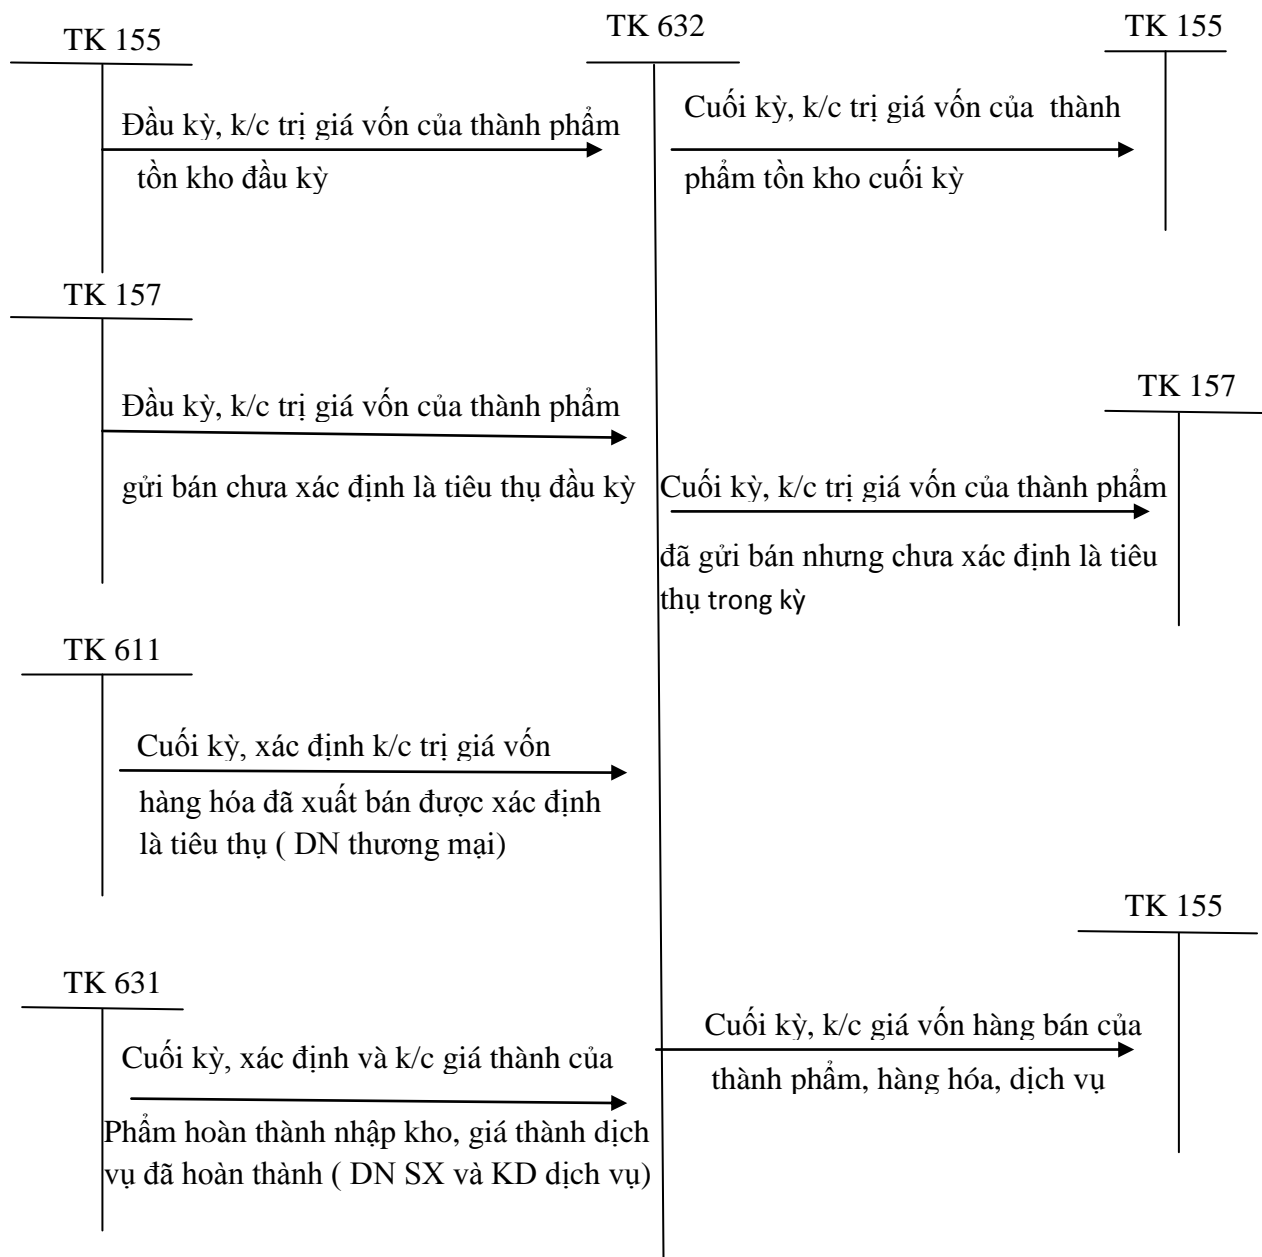 TK 155
TK 632
TK 155
Đầu kỳ, k/c trị giá vốn của thành phẩm
tồn kho đầu kỳ
Cuối kỳ, k/c trị giá vốn của thành
phẩm tồn kho cuối kỳ
TK 157
Đầu kỳ, k/c trị giá vốn của thành phẩm
gửi bán chưa xác định là tiêu thụ đầu kỳ
TK 157
Cuối kỳ, k/c trị giá vốn của thành phẩm
đã gửi bán nhưng chưa xác định là tiêu
thụ trong kỳ
TK 611
Cuối kỳ, xác định k/c trị giá vốn
hàng hóa đã xuất bán được xác định
là tiêu thụ ( DN thương mại)
TK 155
TK 631
Cuối kỳ, xác định và k/c giá thành của
Phẩm hoàn thành nhập kho, giá thành dịch
vụ đã hoàn thành ( DN SX và KD dịch vụ)
Cuối kỳ, k/c giá vốn hàng bán của
thành phẩm, hàng hóa, dịch vụ